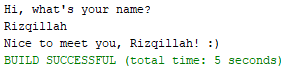 Hi, what's your name?
Rizqillah
Nice to meet you, Rizqillah! :)
BUILD SUCCESSFUL (total time: 5 seconds)